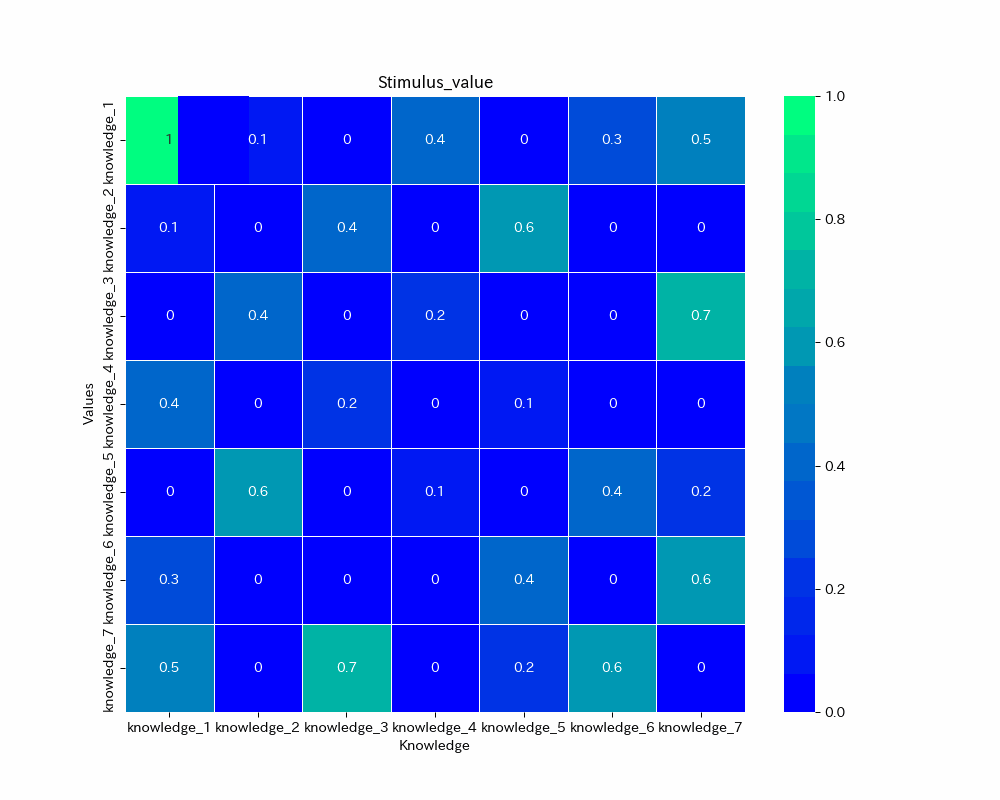 Stimulus_value
knowledge_1 1 0.1 0 0.4 0 0.3 0.5
knowledge_2 0.1 0 0.4 0 0.6 0 0
knowledge_3 0 0.4 0 0.2 0 0 0.7
knowledge_4 0.4 0 0.2 0 0.1 0 0
knowledge_5 0 0.6 0 0.1 0 0.4 0.2
knowledge_6 0.3 0 0 0 0.4 0 0.6
knowledge_7 0.5 0 0.7 0 0.2 0.6 0
Values
knowledge_1 knowledge_2 knowledge_3 knowledge_4 knowledge_5 knowledge_6 knowledge_7
Knowledge
1.0
0.8
0.6
0.4
0.2
0.0